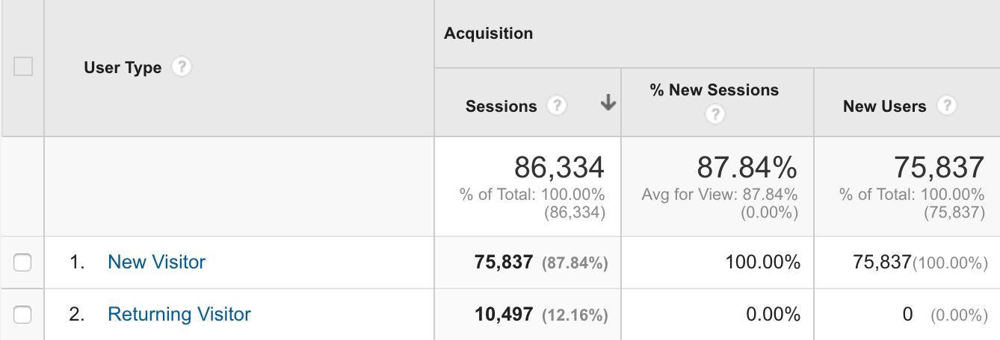 Acquisition
User Type ?
Sessions ?
% New Sessions
?
New Users ?
86,334
% of Total: 100.00%
(86,334)
87.84%
Avg for View: 87.84%
(0.00%)
75,837
% of Total: 100.00%
(75,837)
1. New Visitor 75,837 (87.84%) 100.00% 75,837(100.00%)
2. Returning Visitor 10,497 (12.16%) 0.00% 0 (0.00%)